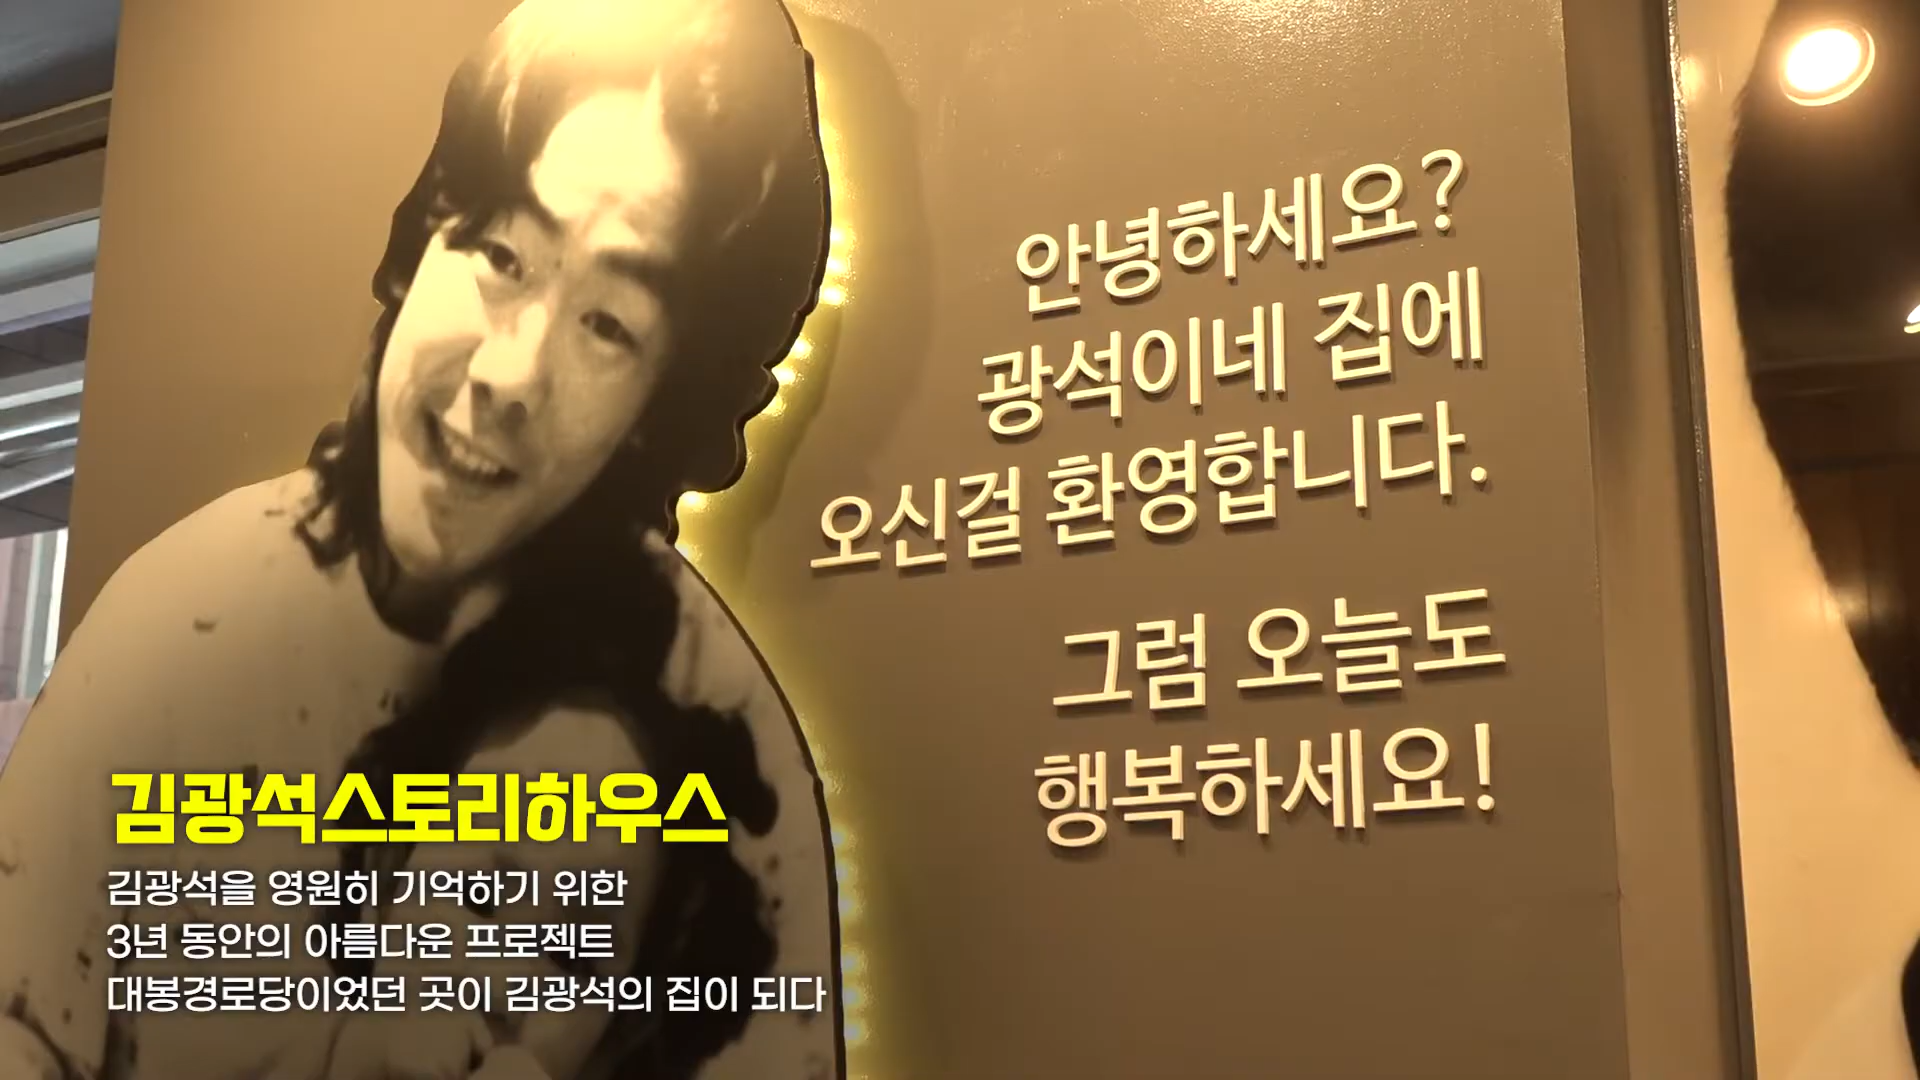 안녕하세요?
광석이네 집에
오신걸 환영합니다.
그럼 오늘도
행복하세요!
김광석스토리하우스
김광석을 영원히 기억하기 위한
3년 동안의 아름다운 프로젝트
대봉경로당이었던 곳이 김광석의 집이 되다